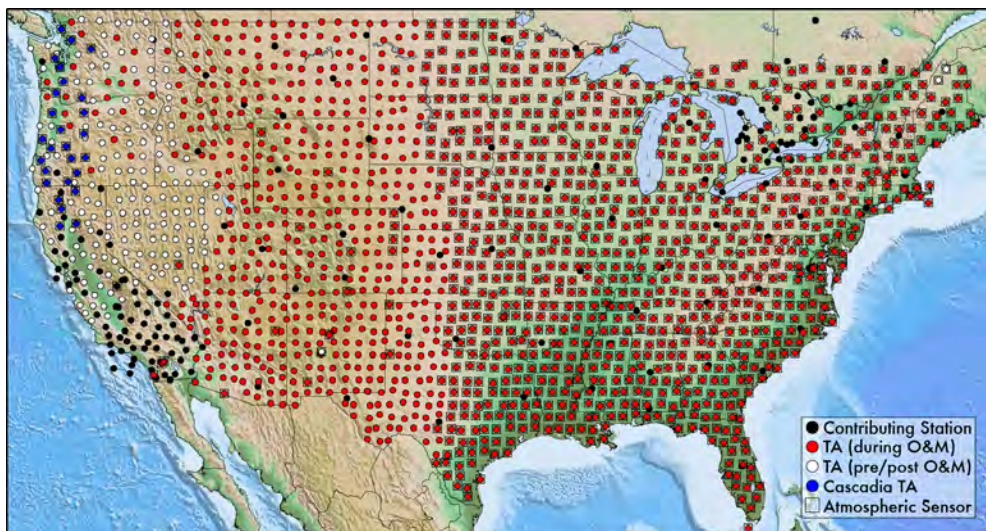 Contributing Station
TA (during O&M)
TA (pre/post O&M)
Cascadia TA
Atmospheric Sensor